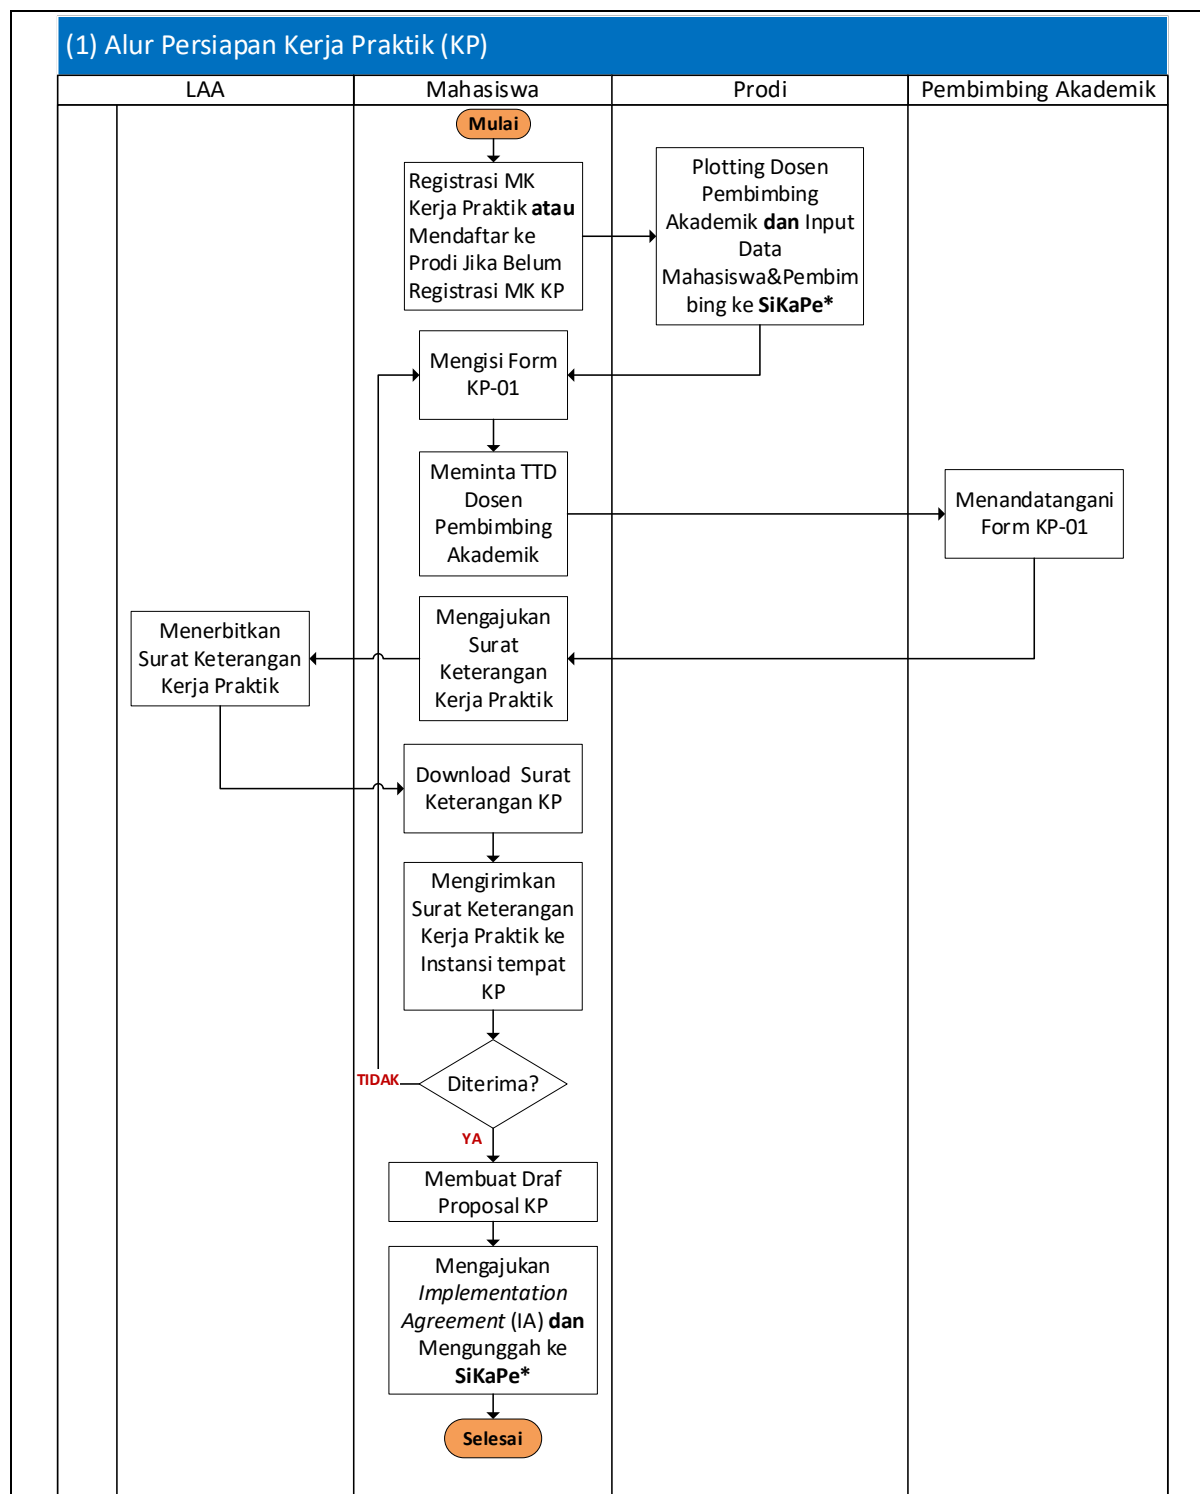 (1) Alur Persiapan Kerja Praktik (KP)
LAA
Mahasiswa
Prodi
Pembimbing Akademik
Mulai
Registrasi MK
Kerja Praktik atau
Mendaftar ke
Prodi Jika Belum
Registrasi MK KP
Plotting Dosen
Pembimbing
Akademik dan Input
Data
Mahasiswa&Pembim
bing ke SiKaPe*
Mengisi Form
KP-01
Meminta TTD
Dosen
Pembimbing
Akademik
Menandatangani
Form KP-01
Mengajukan
Surat
Keterangan
Kerja Praktik
Menerbitkan
Surat Keterangan
Kerja Praktik
Download Surat
Keterangan KP
Mengirimkan
Surat Keterangan
Kerja Praktik ke
Instansi tempat
KP
Diterima?
TIDAK
YA
Membuat Draf
Proposal KP
Mengajukan
Implementation
Agreement (IA) dan
Mengunggah ke
SiKaPe*
Selesai